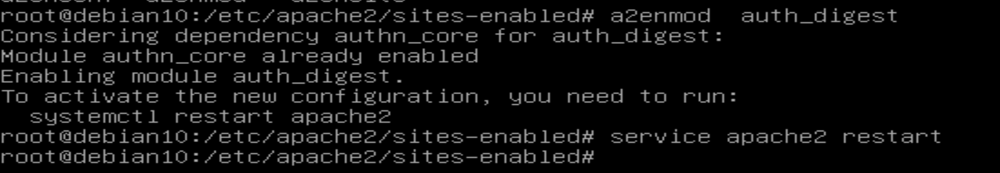 root@debian10:/etc/apache2/sites-enabled# a2enmod  auth_digest
Considering dependency authn_core for auth_digest:
Module authn_core already enabled
Enabling module auth_digest.
To activate the new configuration, you need to run:
  systemctl restart apache2
root@debian10:/etc/apache2/sites-enabled# service apache2 restart
root@debian10:/etc/apache2/sites-enabled#